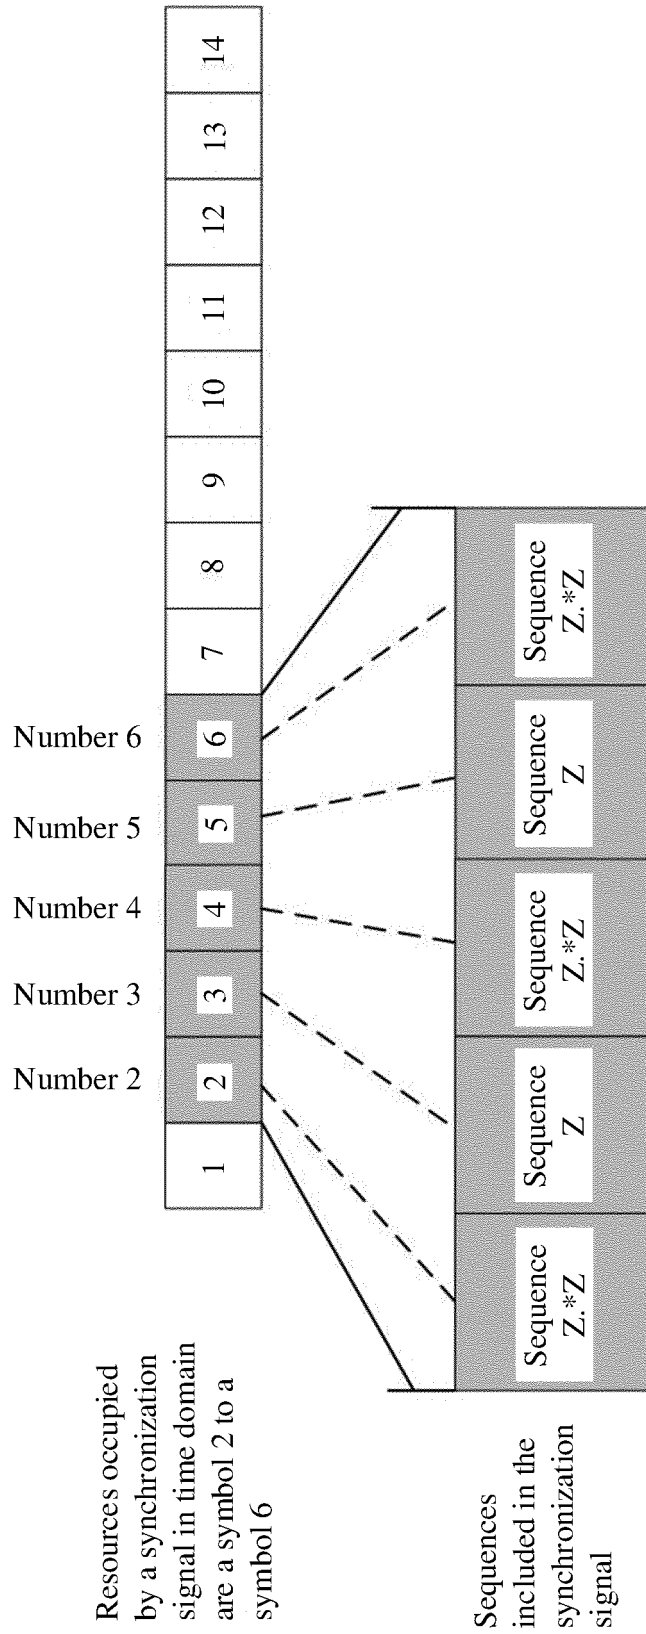 Number 2
Number 3
Number 4
Number 5
Number 6
Resources occupied
by a synchronization
signal in time domain
are a symbol 2 to a
symbol 6
1
2
3
4
5
6
7
8
9
10
11
12
13
14
Sequences
included in the
synchronization
signal
Sequence
Z.*Z
Sequence
Z
Sequence
Z.*Z
Sequence
Z
Sequence
Z.*Z